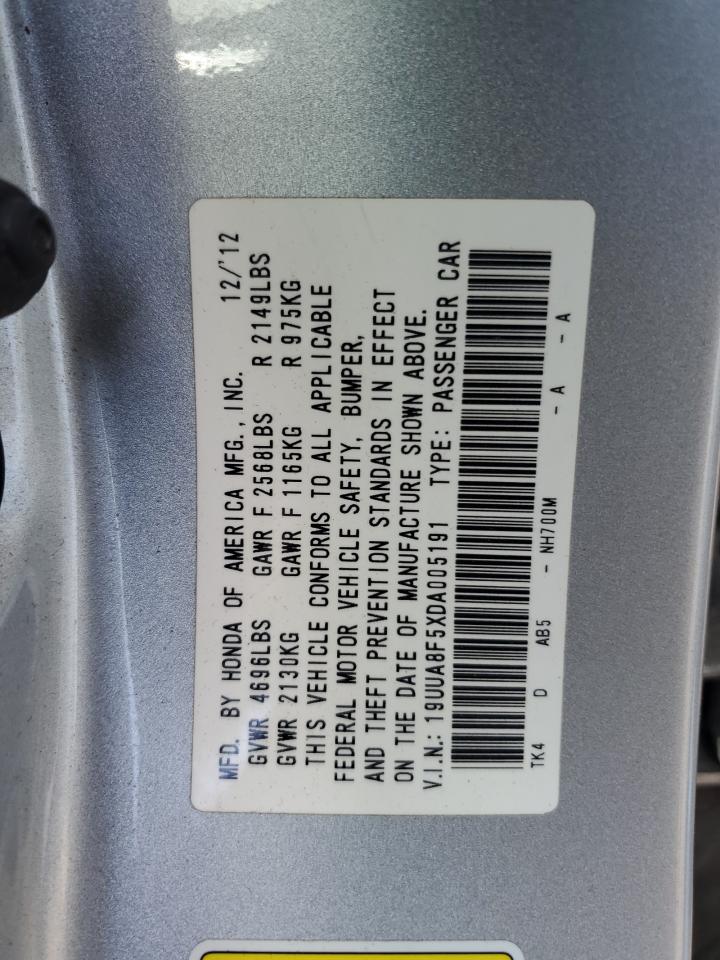 MFD. BY HONDA OF AMERICA MFG., INC. 12/'12
GVWR 4696LBS GAWR F 2568LBS R 2149LBS
GVWR 2130KG GAWR F 1165KG R 975KG
THIS VEHICLE CONFORMS TO ALL APPLICABLE
FEDERAL MOTOR VEHICLE SAFETY, BUMPER,
AND THEFT PREVENTION STANDARDS IN EFFECT
ON THE DATE OF MANUFACTURE SHOWN ABOVE.
V.I.N.: 19UUA8F5XDA005191 TYPE: PASSENGER CAR
TK4 D AB5 - NH700M - A - A